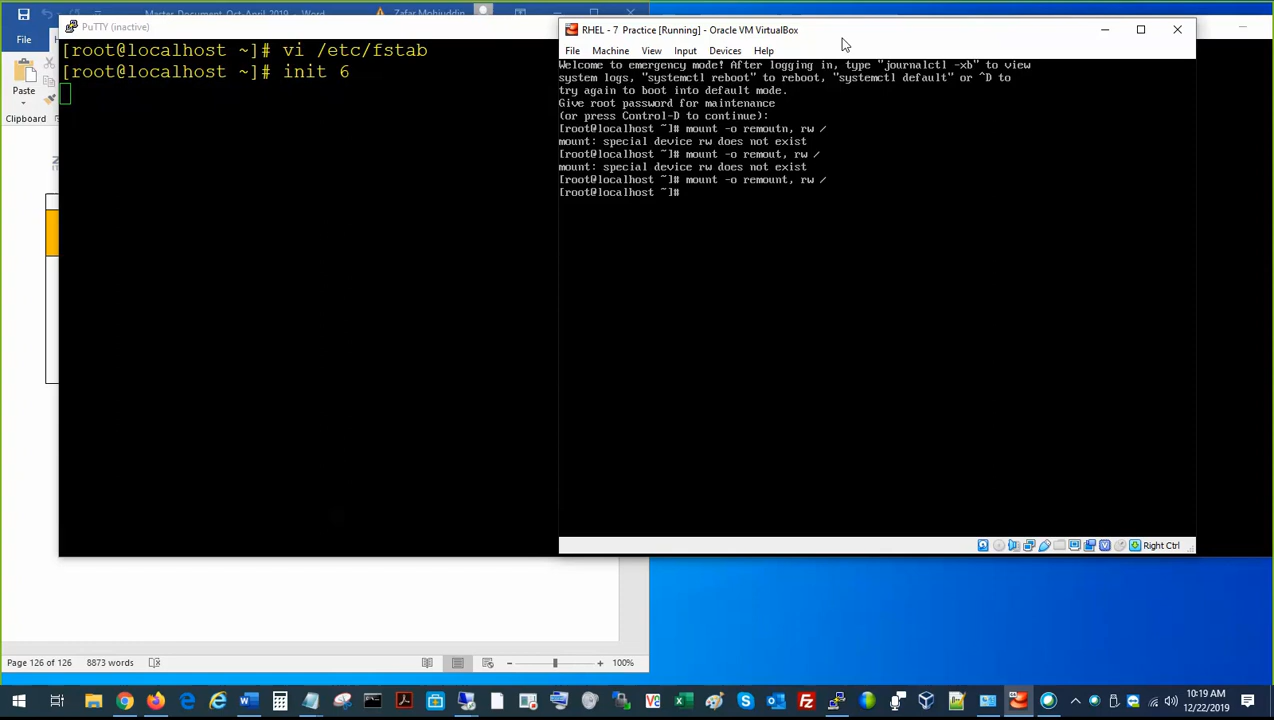 PuTTY (inactive)
[root@localhost ~]# vi /etc/fstab
[root@localhost ~]# init 6
File
Paste
Clipboard
Page 126 of 126
8873 words
100%
RHEL - 7 Practice [Running] - Oracle VM VirtualBox
File Machine View Input Devices Help
Welcome to emergency mode! After logging in, type "journalctl -xb" to view
system logs, "systemctl reboot" to reboot, "systemctl default" or ^D to
try again to boot into default mode.
Give root password for maintenance
(or press Control-D to continue):
[root@localhost ~]# mount -o remoutn, rw /
mount: special device rw does not exist
[root@localhost ~]# mount -o remout, rw /
mount: special device rw does not exist
[root@localhost ~]# mount -o remount, rw /
[root@localhost ~]#
Right Ctrl
10:19 AM
12/22/2019